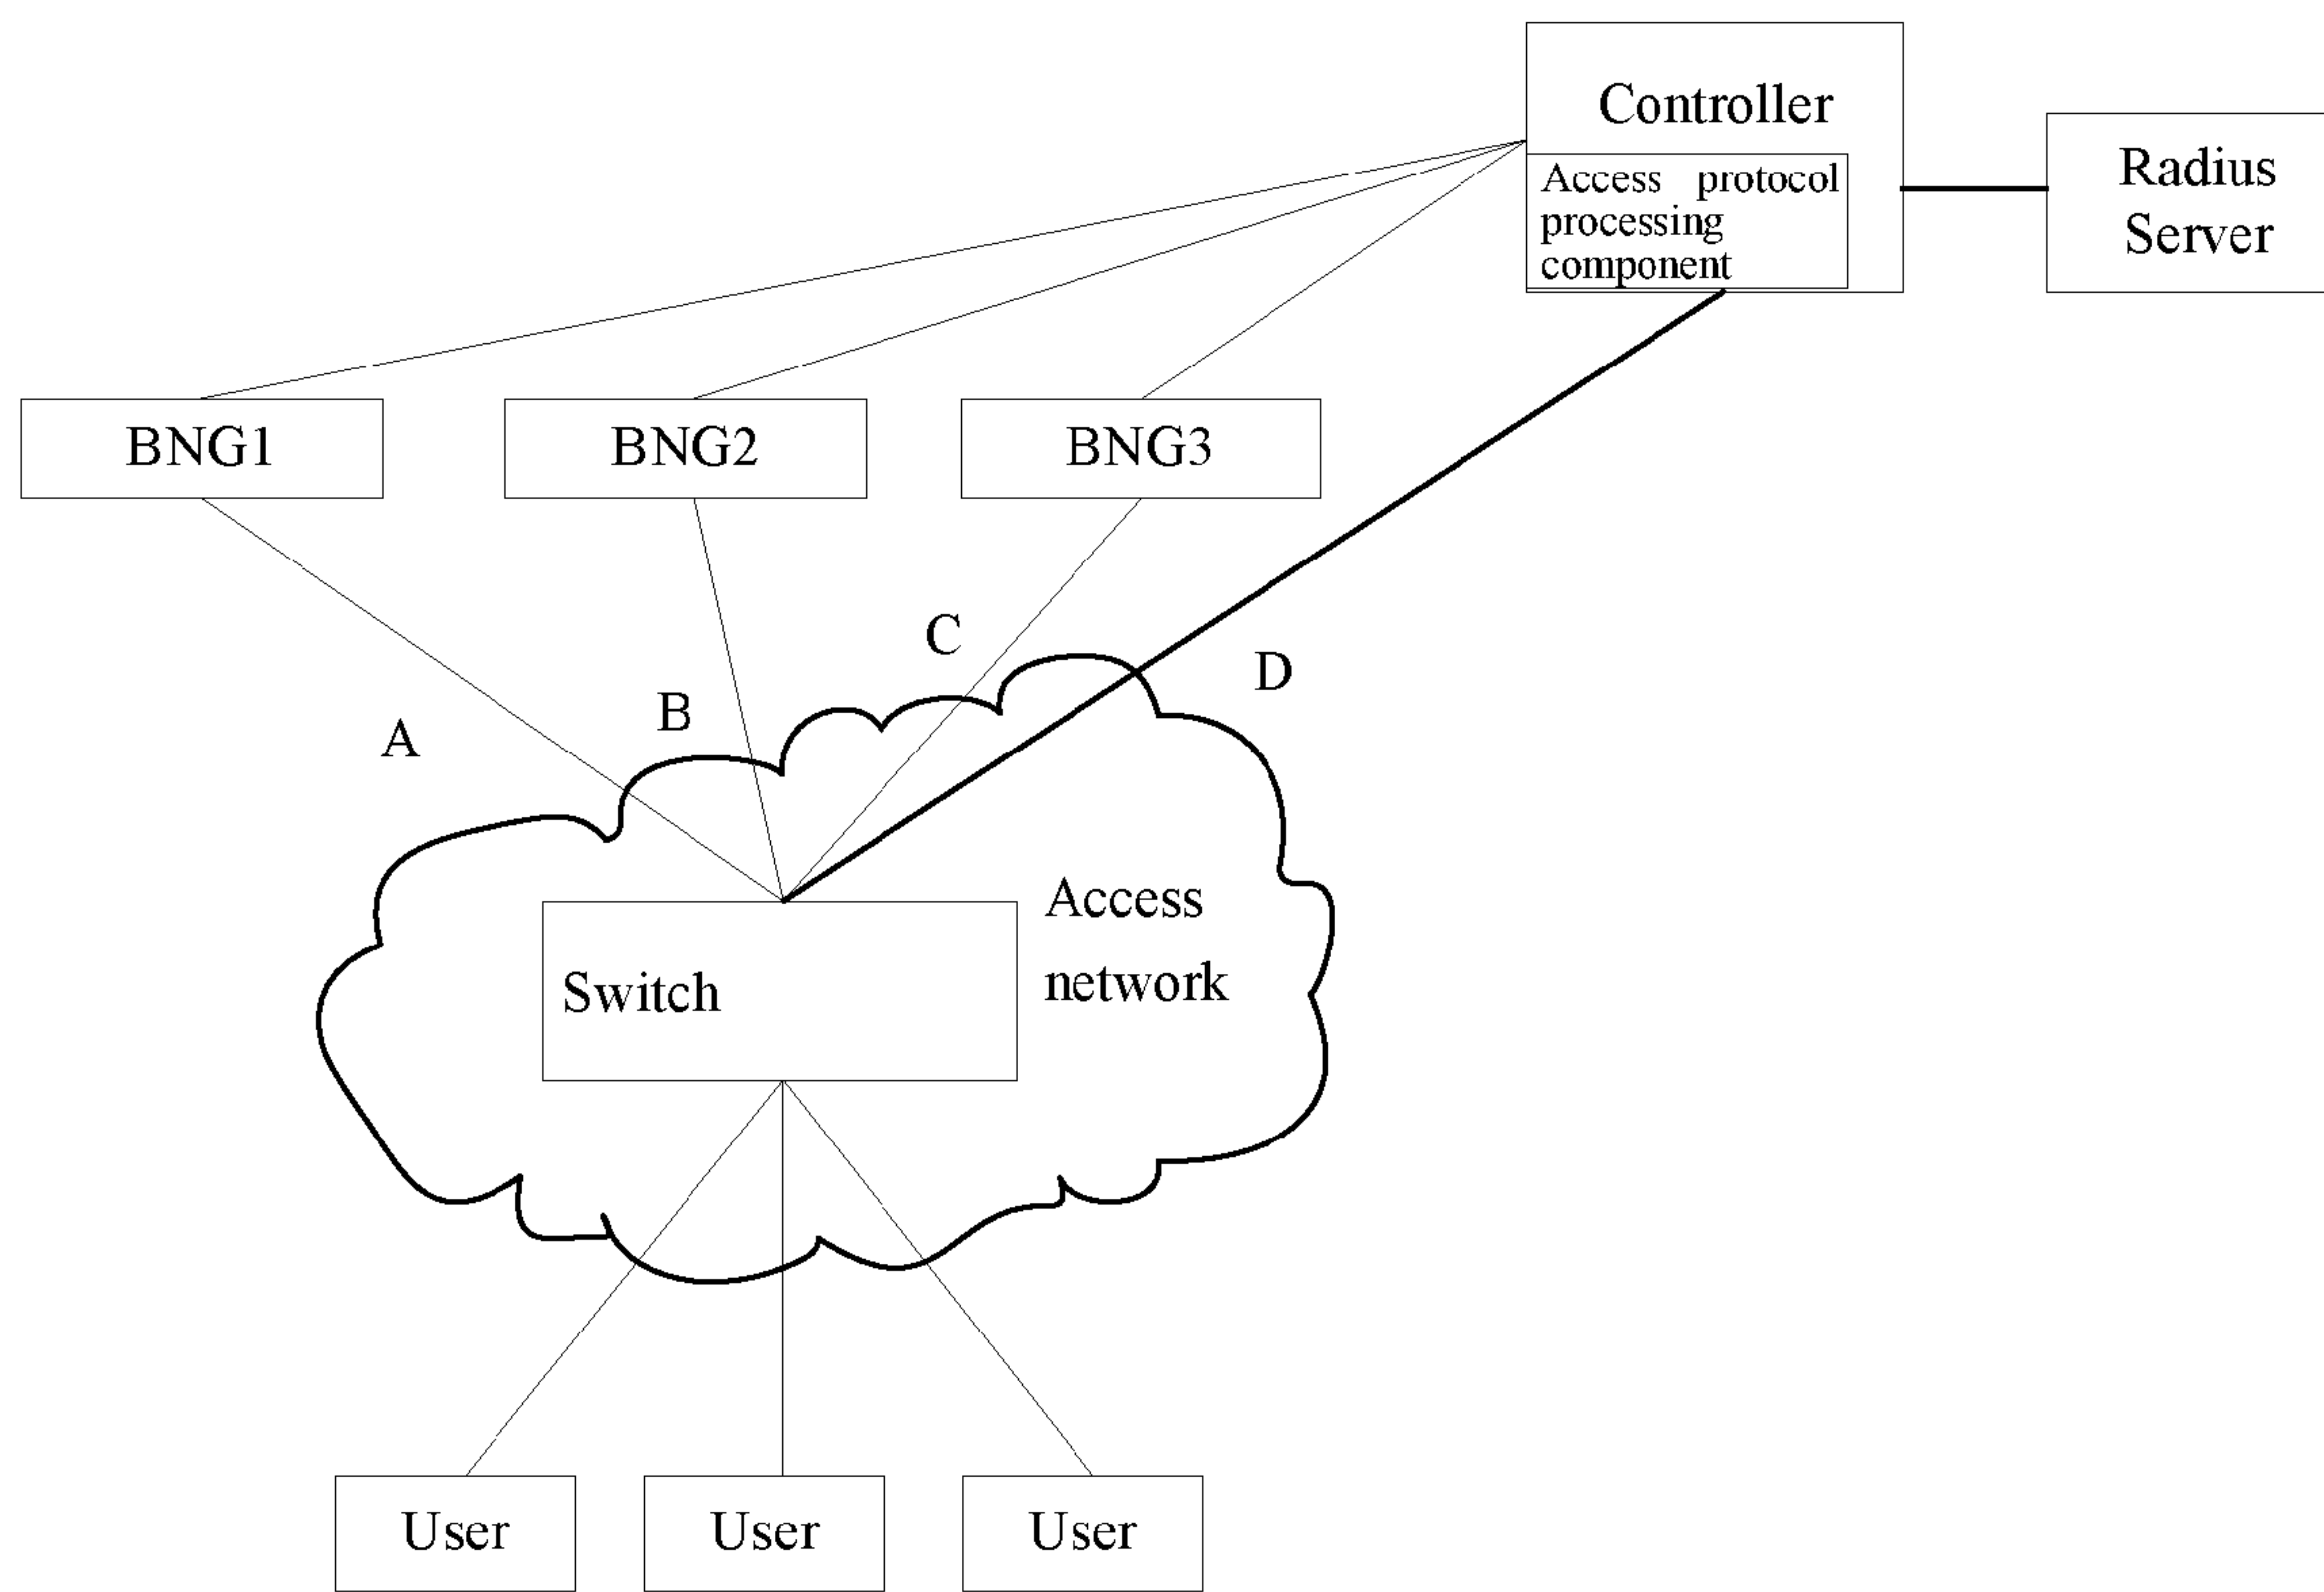 Controller
Access protocol
processing
component
Radius
Server
BNG1
BNG2
BNG3
C
D
B
A
Access
network
Switch
User
User
User